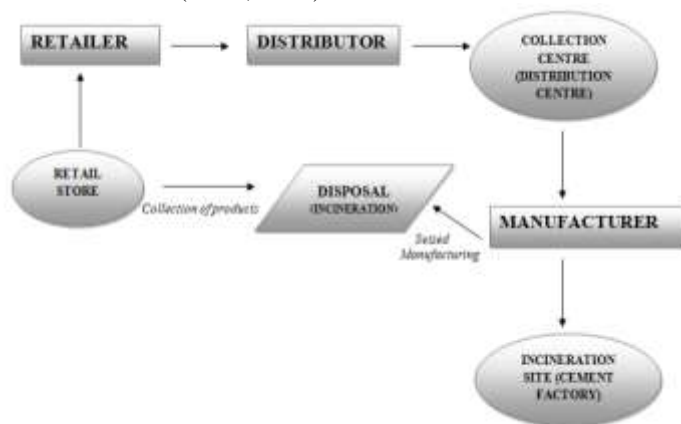 RETAILER
DISTRIBUTOR
COLLECTION
CENTRE
(DISTRIBUTION
CENTRE)
RETAIL
STORE
Collection of products
DISPOSAL
(INCINERATION)
Seized
Manufacturing
MANUFACTURER
INCINERATION
SITE (CEMENT
FACTORY)